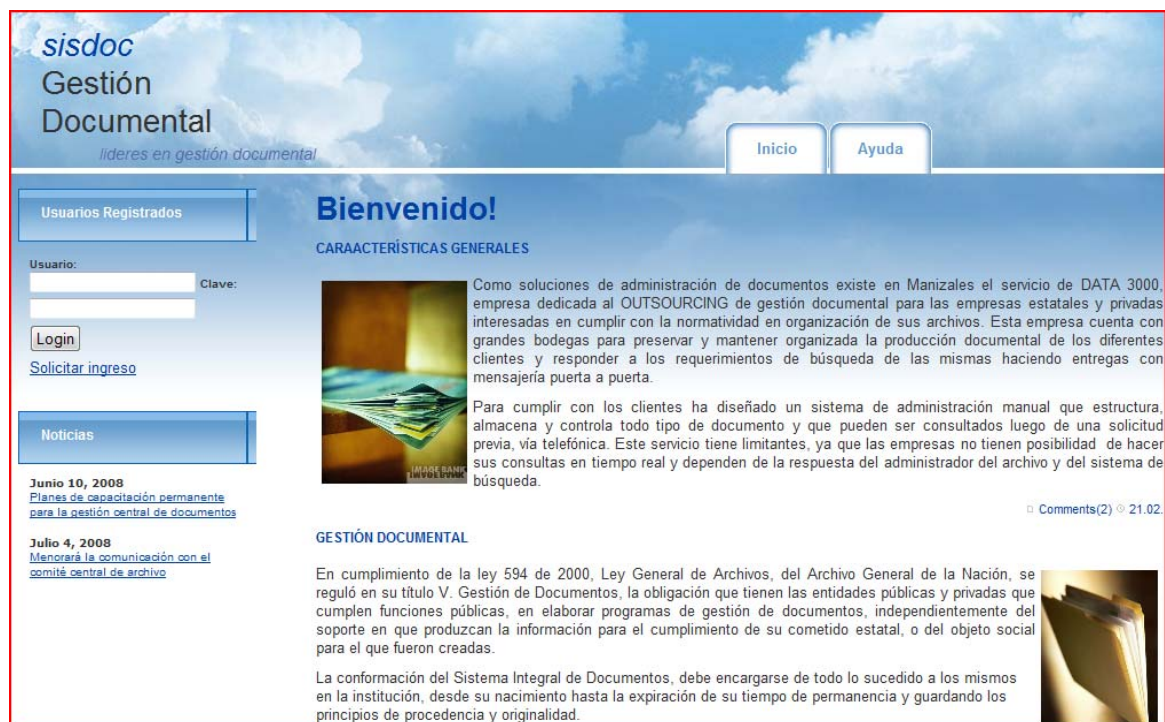 sisdoc
Gestión
Documental
lideres en gestión documental
Inicio
Ayuda
Usuarios Registrados
Usuario:
Clave:
Login
Solicitar ingreso
Noticias
Junio 10, 2008
Planes de capacitación permanente
para la gestión central de documentos
Julio 4, 2008
Menorará la comunicación con el
comité central de archivo
Bienvenido!
CARAACTERÍSTICAS GENERALES
Como soluciones de administración de documentos existe en Manizales el servicio de DATA 3000,
empresa dedicada al OUTSOURCING de gestión documental para las empresas estatales y privadas
interesadas en cumplir con la normatividad en organización de sus archivos. Esta empresa cuenta con
grandes bodegas para preservar y mantener organizada la producción documental de los diferentes
clientes y responder a los requerimientos de búsqueda de las mismas haciendo entregas con
mensajería puerta a puerta.
Para cumplir con los clientes ha diseñado un sistema de administración manual que estructura,
almacena y controla todo tipo de documento y que pueden ser consultados luego de una solicitud
previa, vía telefónica. Este servicio tiene limitantes, ya que las empresas no tienen posibilidad de hacer
sus consultas en tiempo real y dependen de la respuesta del administrador del archivo y del sistema de
búsqueda.
IMAGE BANK
Comments(2) 21.02.
GESTIÓN DOCUMENTAL
En cumplimiento de la ley 594 de 2000, Ley General de Archivos, del Archivo General de la Nación, se
reguló en su título V. Gestión de Documentos, la obligación que tienen las entidades públicas y privadas que
cumplen funciones públicas, en elaborar programas de gestión de documentos, independientemente del
soporte en que produzcan la información para el cumplimiento de su cometido estatal, o del objeto social
para el que fueron creadas.
La conformación del Sistema Integral de Documentos, debe encargarse de todo lo sucedido a los mismos
en la institución, desde su nacimiento hasta la expiración de su tiempo de permanencia y guardando los
principios de procedencia y originalidad.